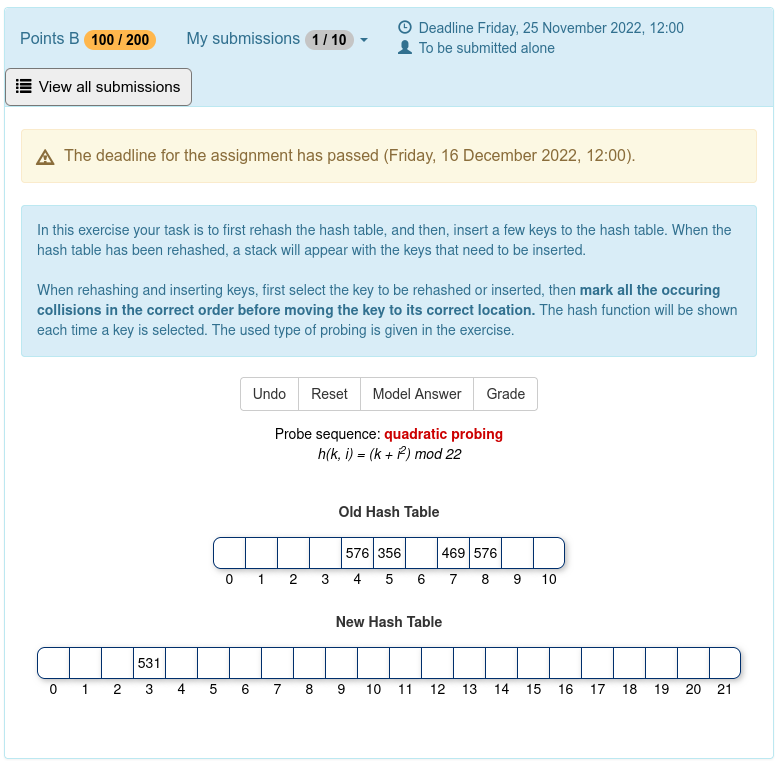 Points B 100 / 200 My submissions 1 / 10 Deadline Friday, 25 November 2022, 12:00
To be submitted alone
View all submissions
The deadline for the assignment has passed (Friday, 16 December 2022, 12:00).
In this exercise your task is to first rehash the hash table, and then, insert a few keys to the hash table. When the
hash table has been rehashed, a stack will appear with the keys that need to be inserted.
When rehashing and inserting keys, first select the key to be rehashed or inserted, then mark all the occuring
collisions in the correct order before moving the key to its correct location. The hash function will be shown
each time a key is selected. The used type of probing is given in the exercise.
Undo Reset Model Answer Grade
Probe sequence: quadratic probing
h(k, i) = (k + i²) mod 22
Old Hash Table
576 356 469 576
0 1 2 3 4 5 6 7 8 9 10
New Hash Table
531
0 1 2 3 4 5 6 7 8 9 10 11 12 13 14 15 16 17 18 19 20 21